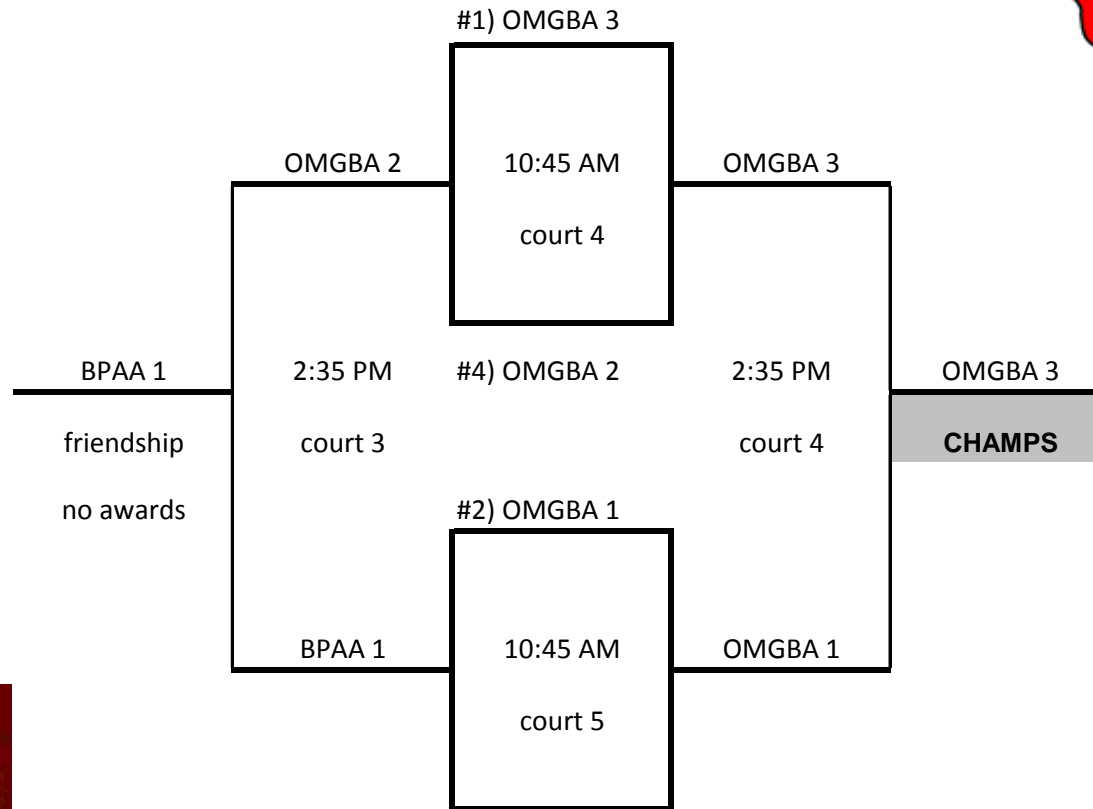 #1) OMGBA 3
OMGBA 2 10:45 AM OMGBA 3
court 4
BPAA 1 2:35 PM #4) OMGBA 2 2:35 PM OMGBA 3
friendship court 3 court 4 CHAMPS
no awards
#2) OMGBA 1
BPAA 1 10:45 AM OMGBA 1
court 5